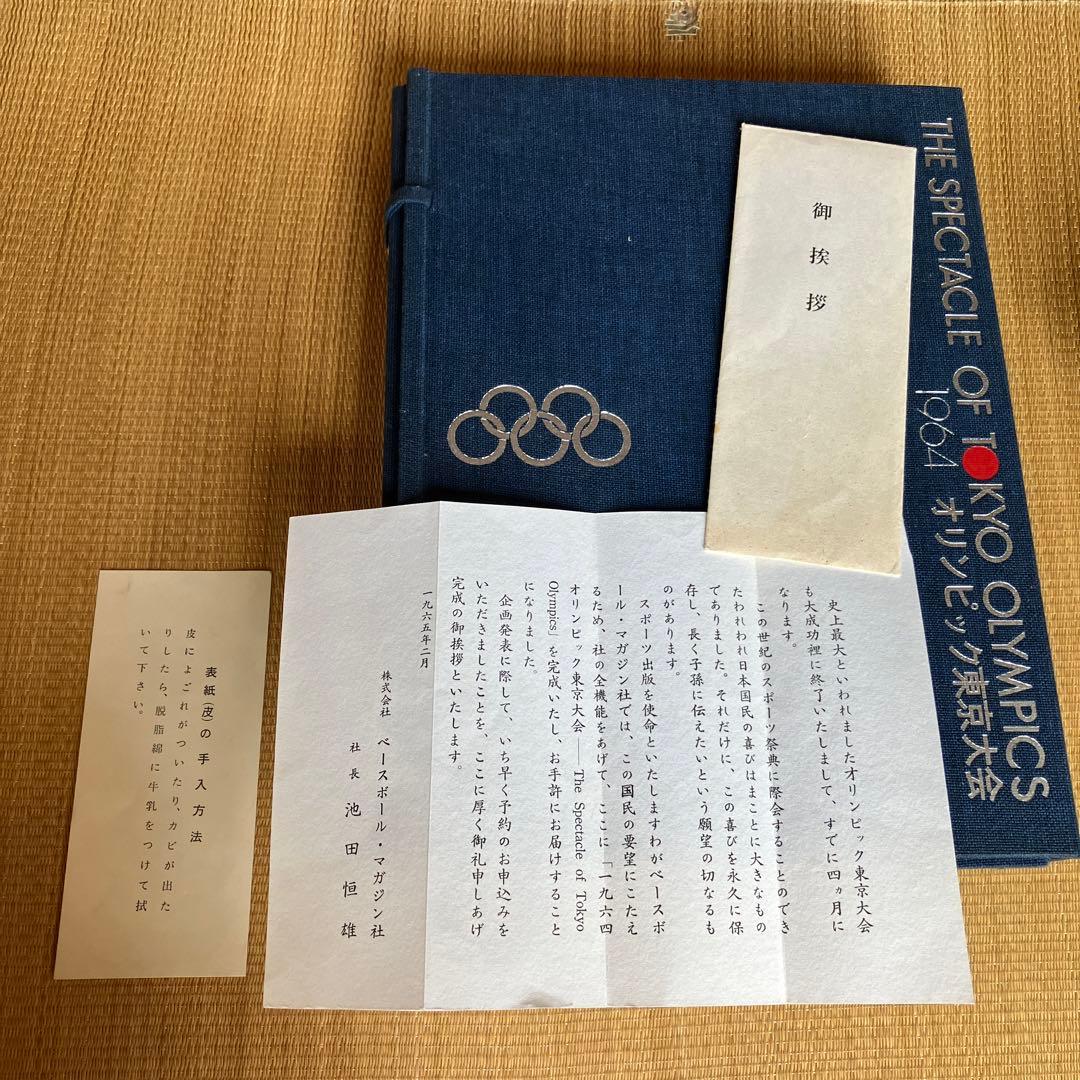 THE SPECTACLE OF TOKYO OLYMPICS
1964 オリンピック東京大会
御挨拶
史上最大といわれましたオリンピック東京大会
も大成功裡に終了いたしまして、すでに四ヵ月に
なります。
この世紀のスポーツ祭典に際会することのでき
たわれわれ日本国民の喜びはまことに大きなもの
でありました。それだけに、この喜びを永久に保
存し、長く子孫に伝えたいという願望の切なるも
のがあります。
スポーツ出版を使命といたしますわがベースボ
ール・マガジン社では、この国民の要望にこたえ
るため、社の全機能をあげて、ここに「一九六四
オリンピック東京大会 ── The Spectacle of Tokyo
Olympics」を完成いたし、お手許にお届けすること
になりました。
企画発表に際して、いち早く予約のお申込みを
いただきましたことを、ここに厚く御礼申しあげ
完成の御挨拶といたします。
一九六五年二月
株式会社 ベースボール・マガジン社
社長 池田恒雄
表紙(皮)の手入方法
皮によごれがついたり、カビが出た
りしたら、脱脂綿に牛乳をつけて拭
いて下さい。